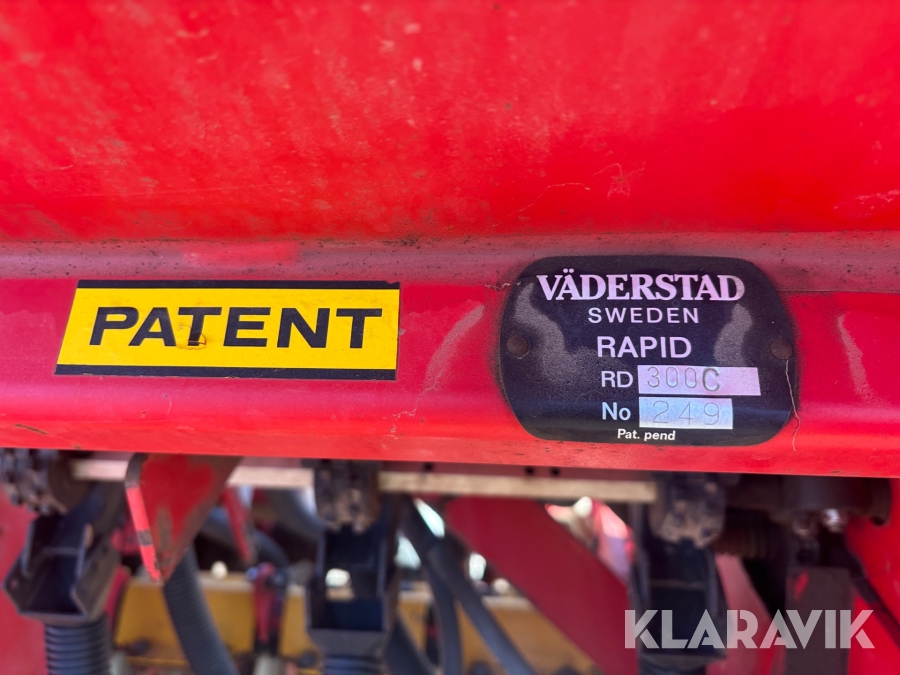 PATENT
VÄDERSTAD
SWEDEN
RAPID
RD 300C
No 249
Pat. pend
KLARAVIK